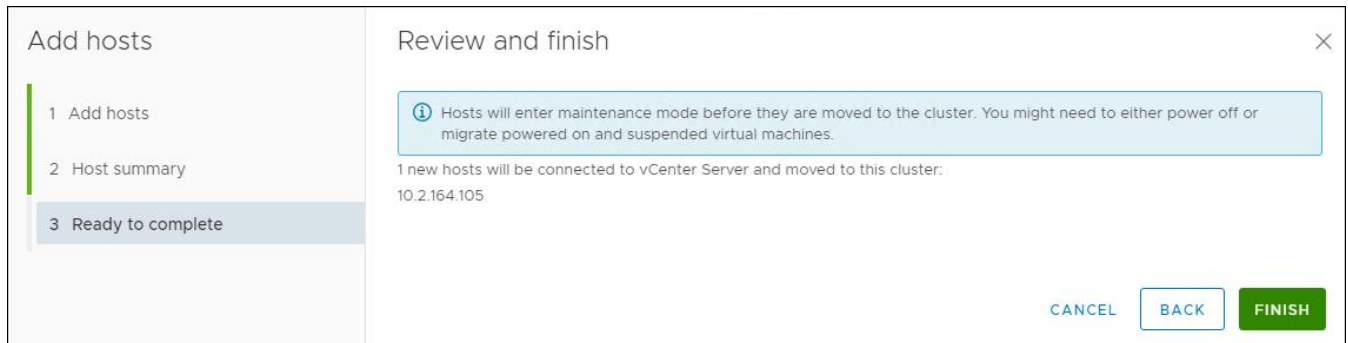 Add hosts
1 Add hosts
2 Host summary
3 Ready to complete
Review and finish
Hosts will enter maintenance mode before they are moved to the cluster. You might need to either power off or
migrate powered on and suspended virtual machines.
1 new hosts will be connected to vCenter Server and moved to this cluster:
10.2.164.105
CANCEL
BACK
FINISH